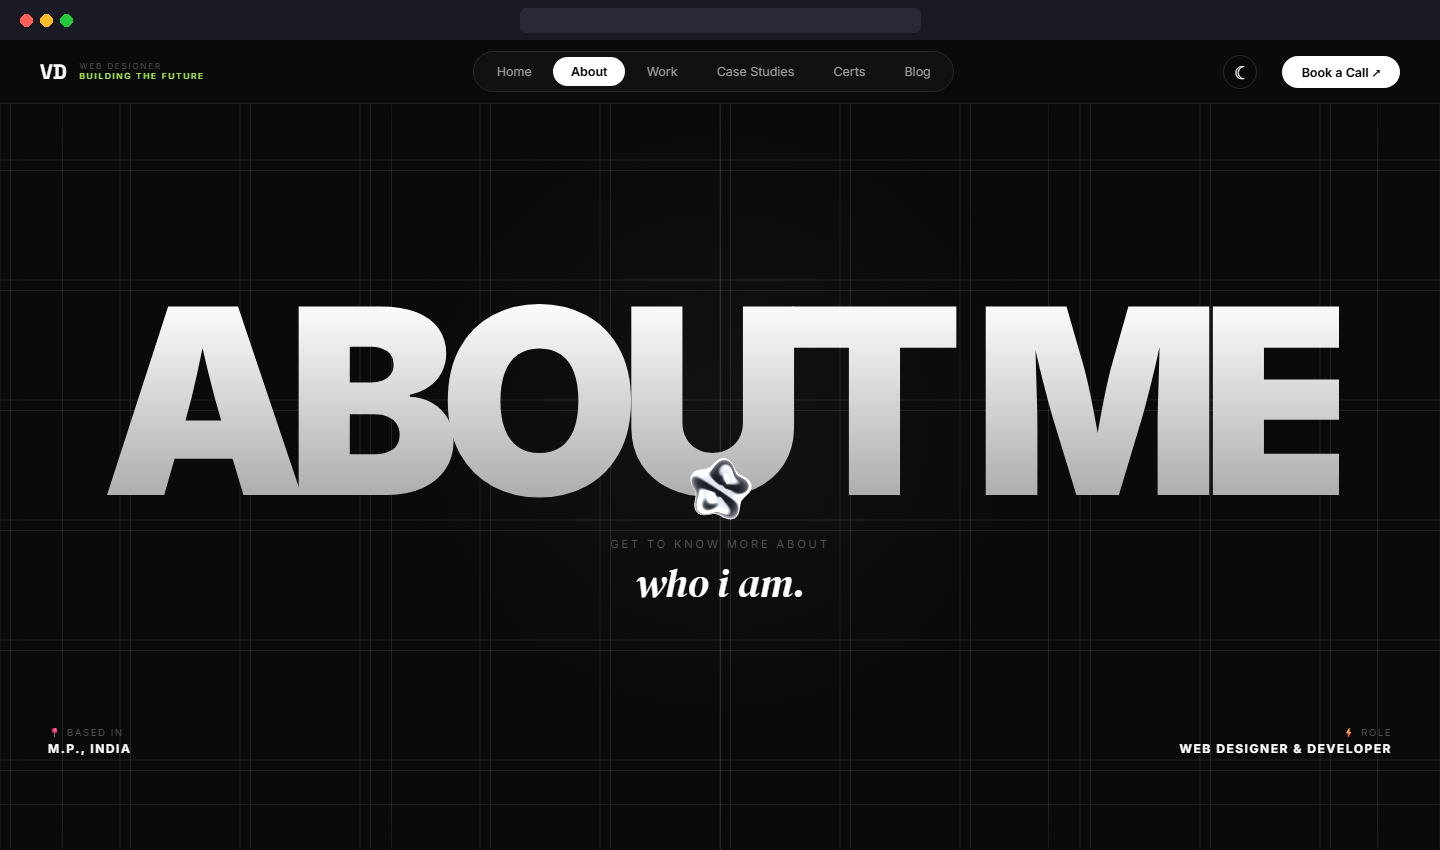 VD
WEB DESIGNER
BUILDING THE FUTURE
Home About Work Case Studies Certs Blog
Book a Call ↗
ABOUT ME
GET TO KNOW MORE ABOUT
who i am.
BASED IN
M.P., INDIA
ROLE
WEB DESIGNER & DEVELOPER